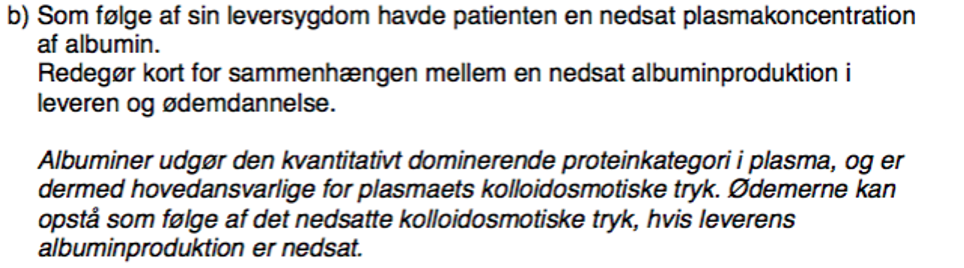 b) Som følge af sin leversygdom havde patienten en nedsat plasmakoncentration
af albumin.
Redegør kort for sammenhængen mellem en nedsat albuminproduktion i
leveren og ødemdannelse.
Albuminer udgør den kvantitativt dominerende proteinkategori i plasma, og er
dermed hovedansvarlige for plasmaets kolloidosmotiske tryk. Ødemerne kan
opstå som følge af det nedsatte kolloidosmotiske tryk, hvis leverens
albuminproduktion er nedsat.